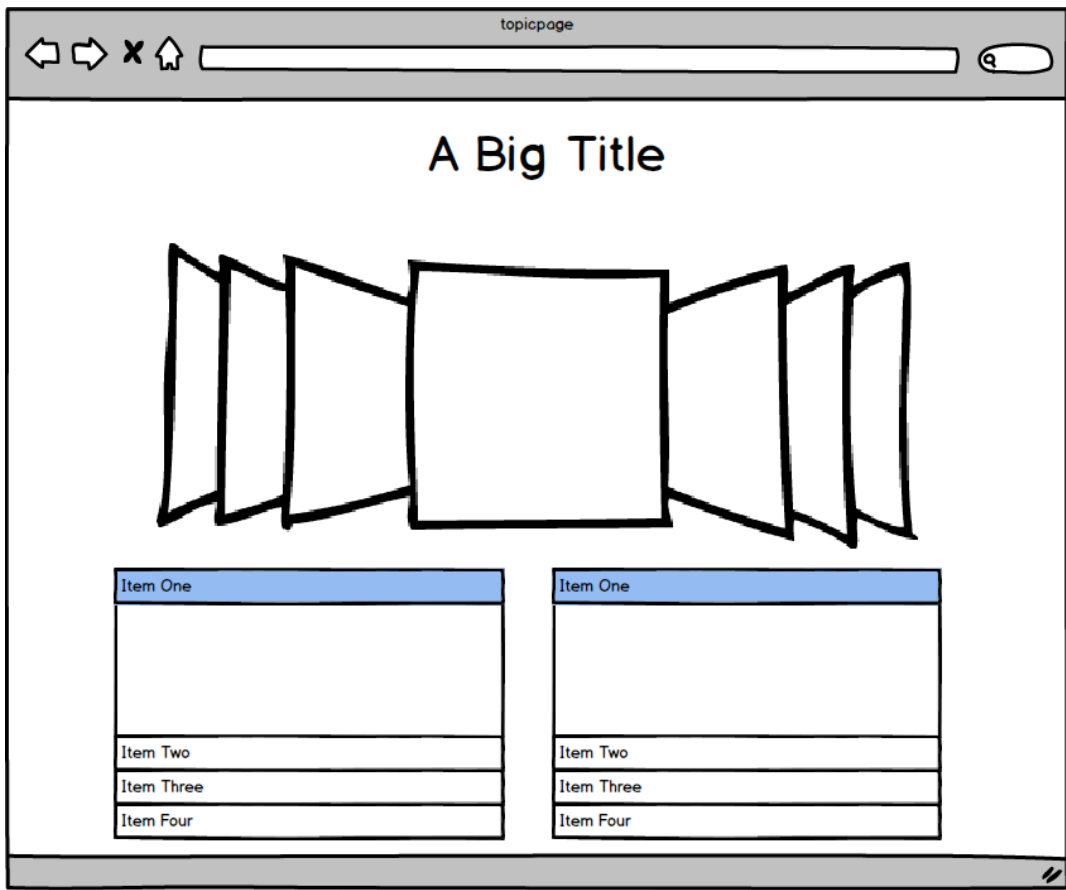 topicpage
A Big Title
Item One
Item Two
Item Three
Item Four
Item One
Item Two
Item Three
Item Four